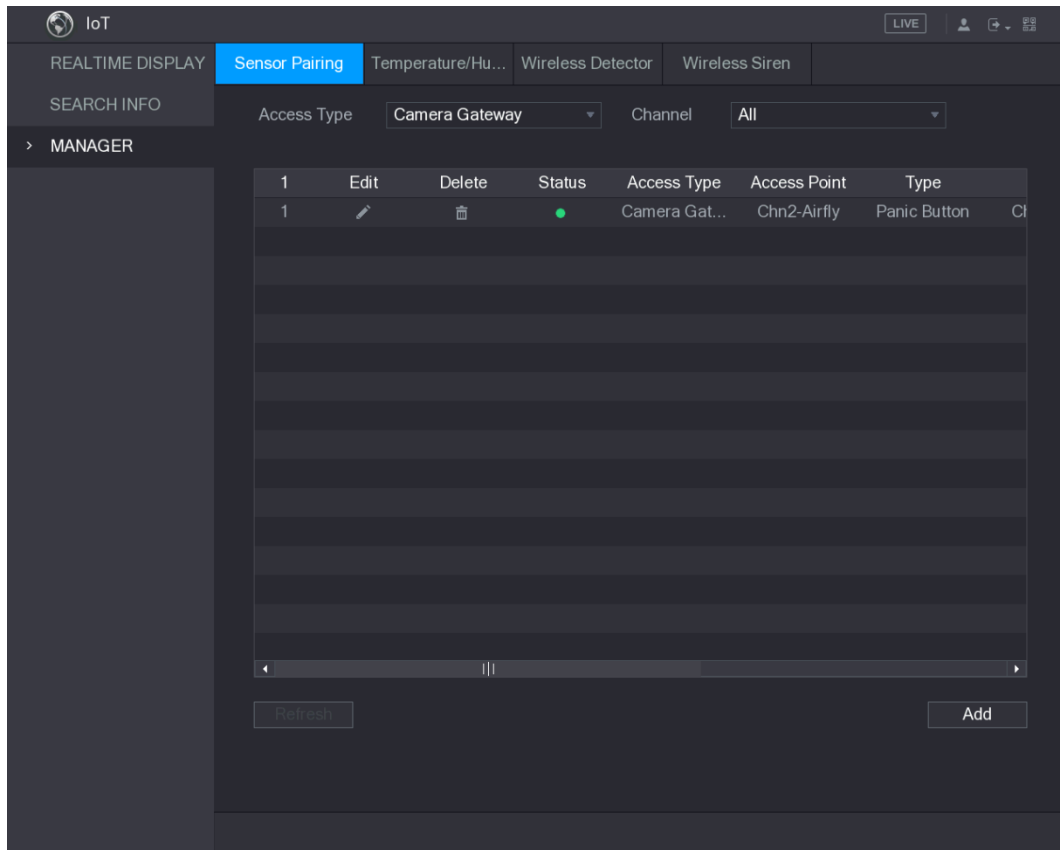 IoT LIVE
REALTIME DISPLAY
SEARCH INFO
MANAGER
Sensor Pairing Temperature/Hu... Wireless Detector Wireless Siren
Access Type Camera Gateway Channel All
1 Edit Delete Status Access Type Access Point Type
1 Camera Gat... Chn2-Airfly Panic Button Ch
Refresh Add